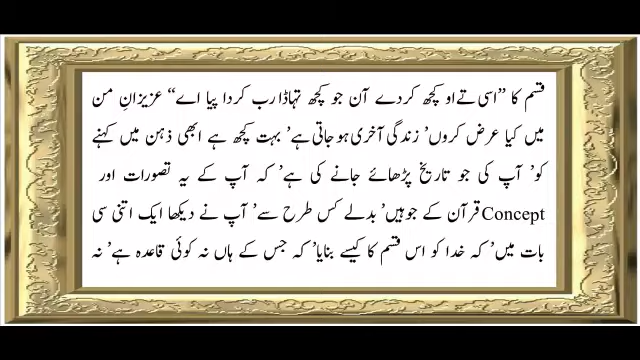 قسم کا ”اسی تے او کچھ کردے آن جو کچھ تہاڈا رب کردا پیا اے“ عزیزانِ من
میں کیا عرض کروں’ زندگی آخری ہو جاتی ہے’ بہت کچھ ہے ابھی ذہن میں کہنے
کو’ آپ کی جو تاریخ پڑھائے جانے کی ہے’ کہ آپ کے یہ تصورات اور
Concept قرآن کے جو ہیں’ بدلے کس طرح سے’ آپ نے دیکھا ایک اتنی سی
بات میں’ کہ خدا کو اس قسم کا کیسے بنایا’ کہ جس کے ہاں نہ کوئی قاعدہ ہے’ نہ